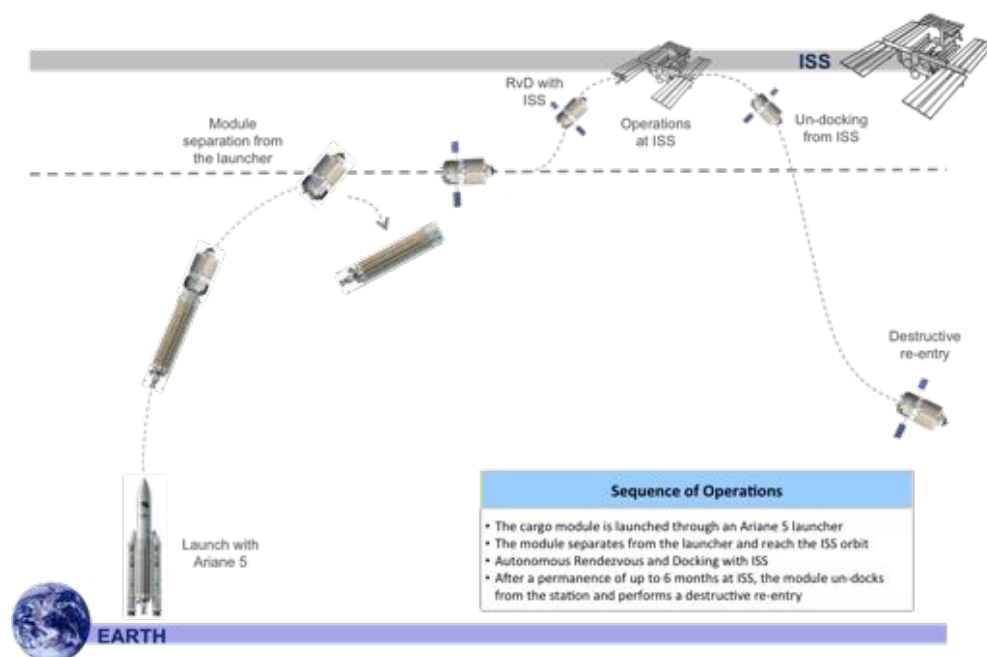 ISS
RvD with
ISS
Operations
at ISS
Un-docking
from ISS
Module
separation from
the launcher
Destructive
re-entry
Launch with
Ariane 5
Sequence of Operations
• The cargo module is launched through an Ariane 5 launcher
• The module separates from the launcher and reach the ISS orbit
• Autonomous Rendezvous and Docking with ISS
• After a permanence of up to 6 months at ISS, the module un-docks
from the station and performs a destructive re-entry
EARTH